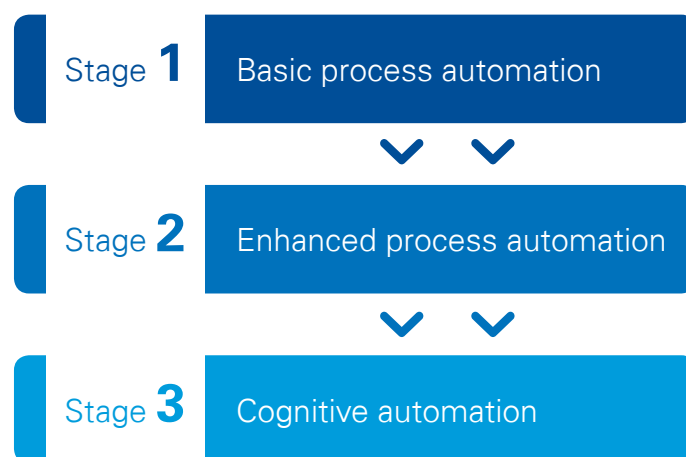 Stage 1 Basic process automation
Stage 2 Enhanced process automation
Stage 3 Cognitive automation